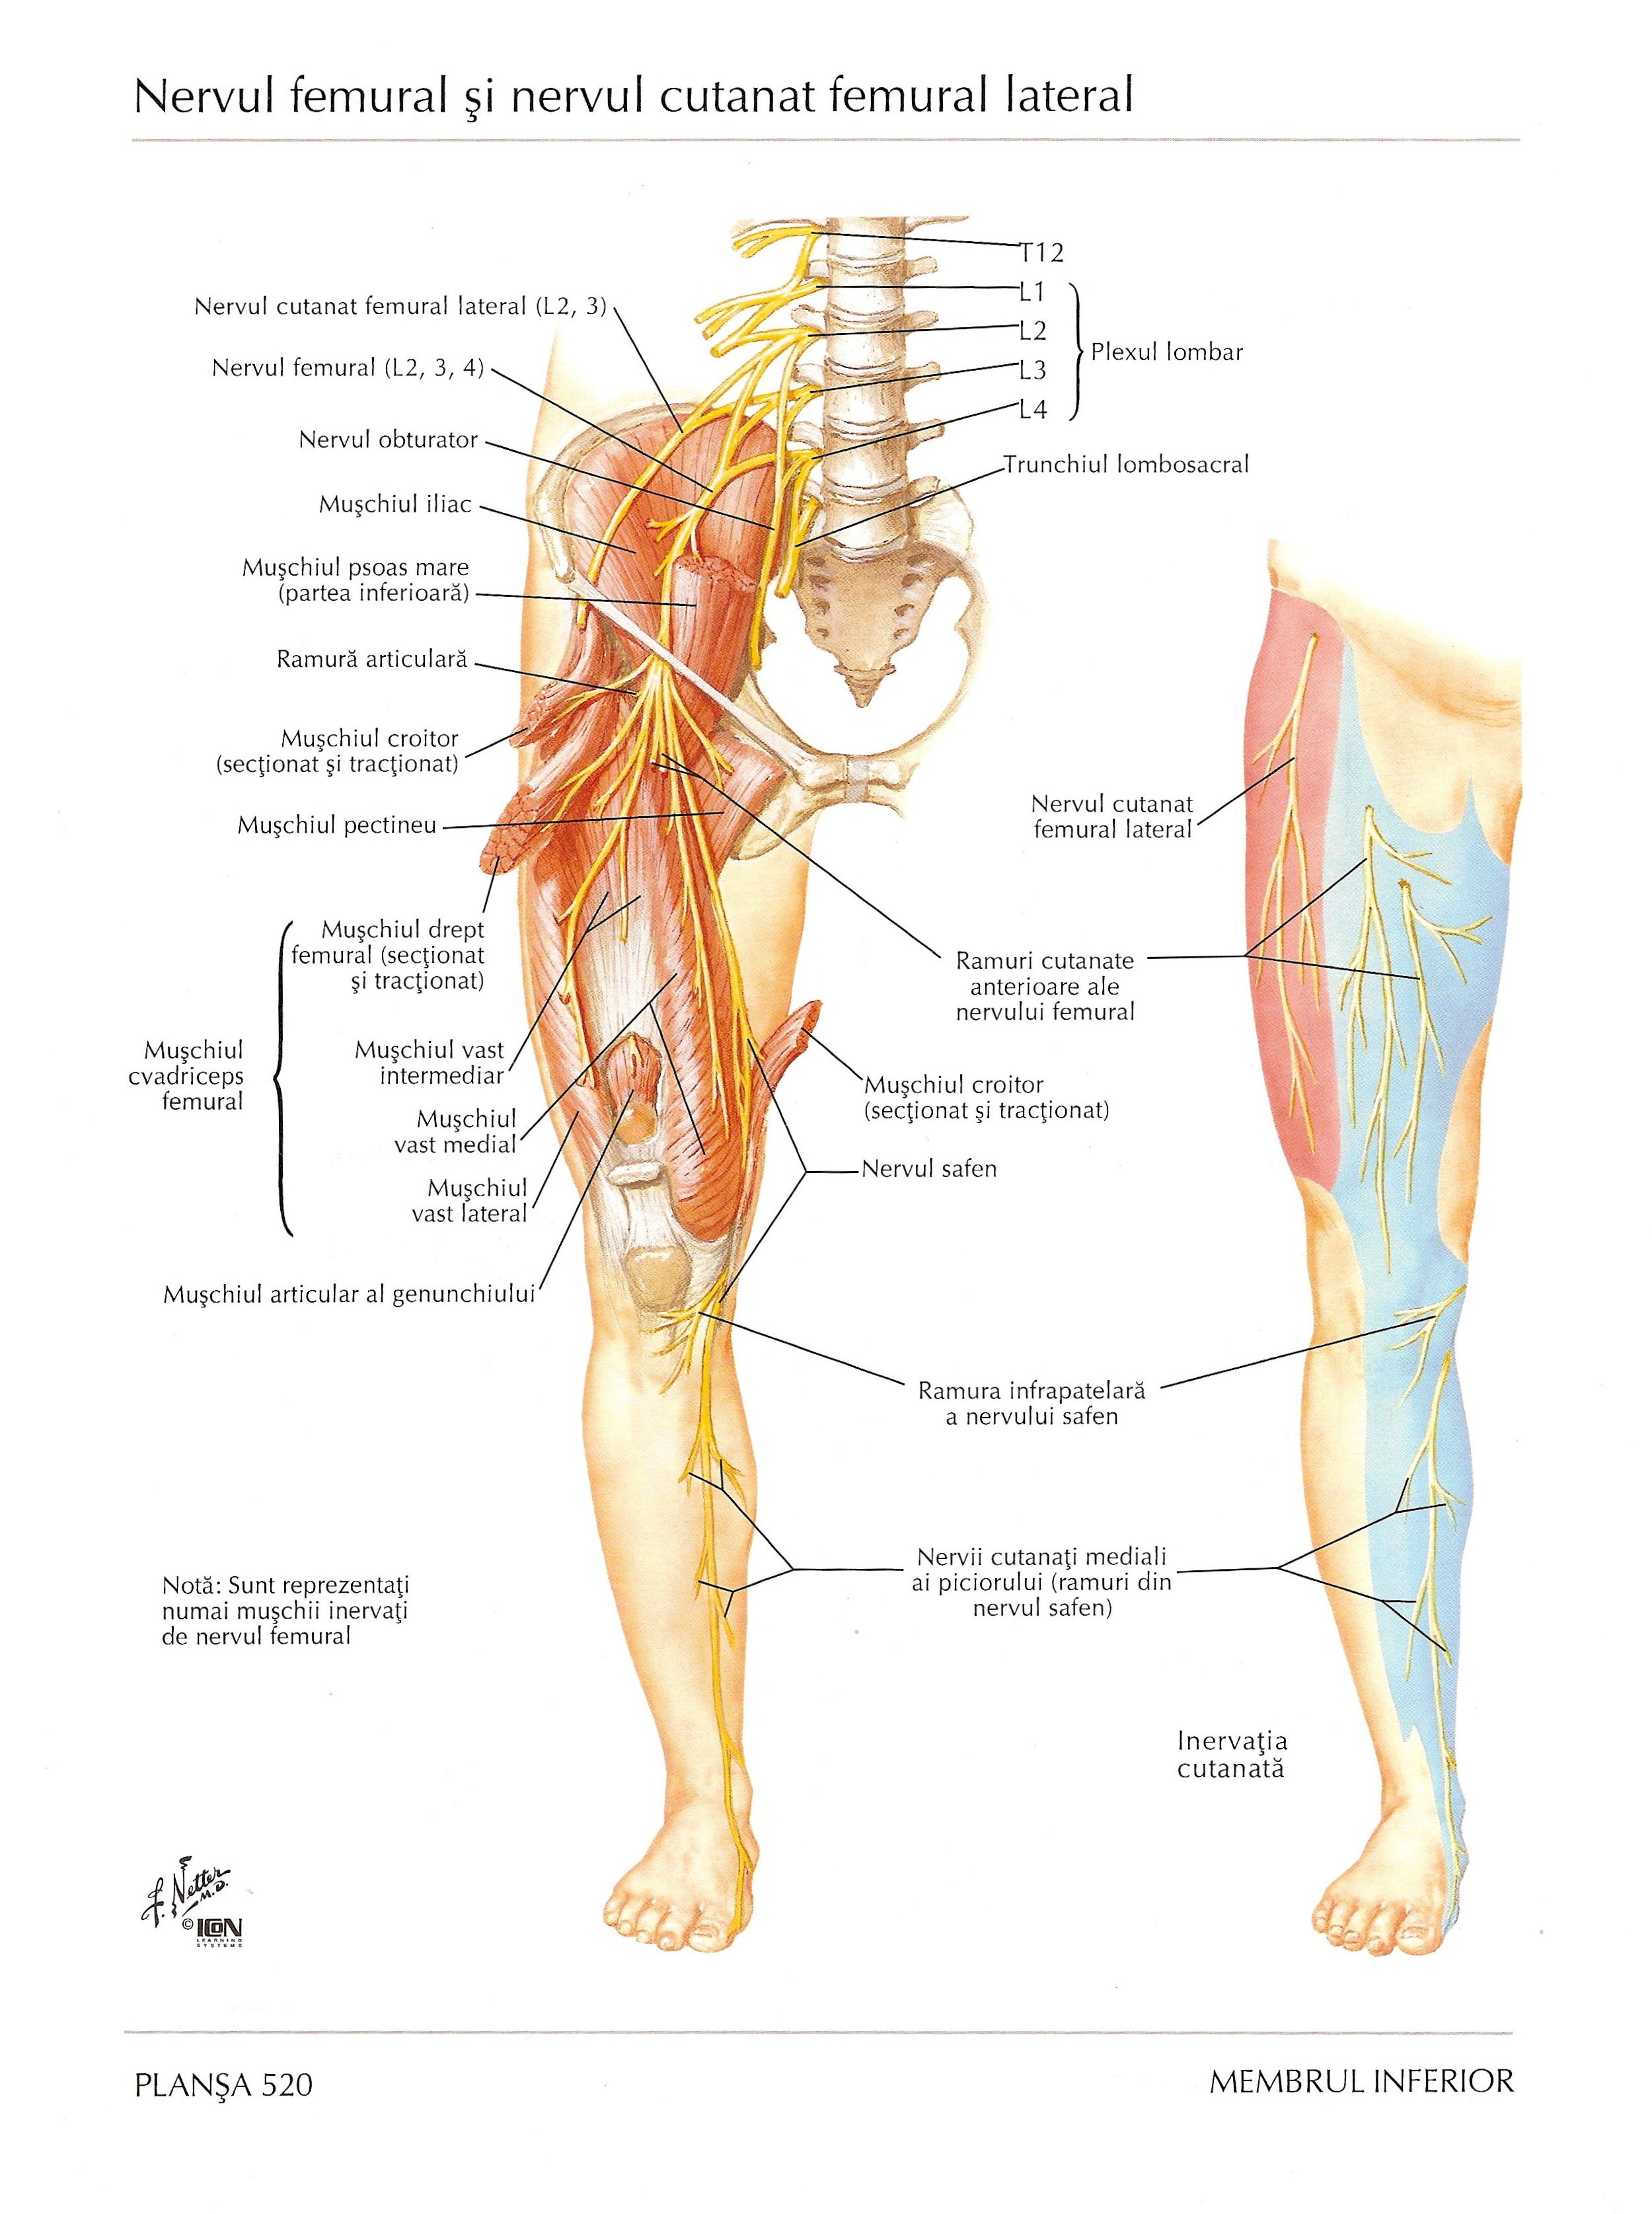 Nervul femural şi nervul cutanat femural lateral
T12
L1
L2
L3
L4
Plexul lombar
Trunchiul lombosacral
Nervul cutanat femural lateral (L2, 3)
Nervul femural (L2, 3, 4)
Nervul obturator
Muşchiul iliac
Muşchiul psoas mare
(partea inferioară)
Ramură articulară
Muşchiul croitor
(secţionat şi tracţionat)
Muşchiul pectineu
Muşchiul drept
femural (secţionat
şi tracţionat)
Muşchiul
cvadriceps
femural
Muşchiul vast
intermediar
Muşchiul
vast medial
Muşchiul
vast lateral
Muşchiul articular al genunchiului
Nervul cutanat
femural lateral
Ramuri cutanate
anterioare ale
nervului femural
Muşchiul croitor
(secţionat şi tracţionat)
Nervul safen
Ramura infrapatelară
a nervului safen
Nervii cutanaţi mediali
ai piciorului (ramuri din
nervul safen)
Notă: Sunt reprezentaţi
numai muşchii inervaţi
de nervul femural
Inervaţia
cutanată
F. Netter
M.D.
© ICON
LEARNING
SYSTEMS
PLANŞA 520
MEMBRUL INFERIOR